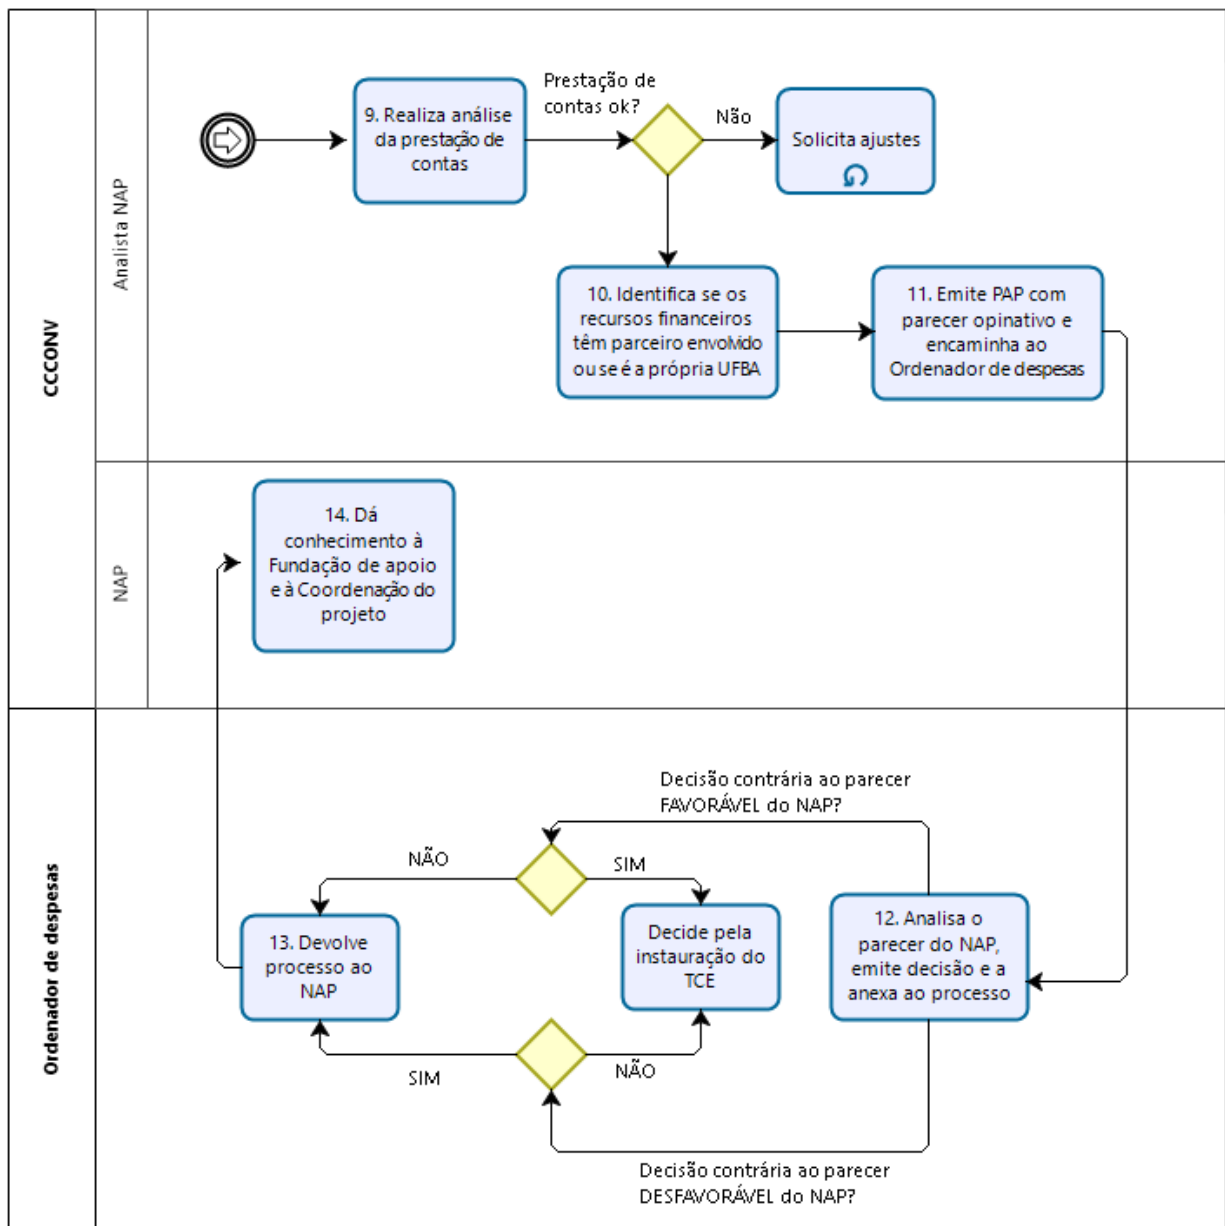 CCCONV
Analista NAP
9. Realiza análise
da prestação de
contas
Prestação de
contas ok?
Não
Solicita ajustes
10. Identifica se os
recursos financeiros
têm parceiro envolvido
ou se é a própria UFBA
11. Emite PAP com
parecer opinativo e
encaminha ao
Ordenador de despesas
NAP
14. Dá
conhecimento à
Fundação de apoio
e à Coordenação do
projeto
Ordenador de despesas
Decisão contrária ao parecer
FAVORÁVEL do NAP?
NÃO
SIM
13. Devolve
processo ao
NAP
Decide pela
instauração do
TCE
12. Analisa o
parecer do NAP,
emite decisão e a
anexa ao processo
SIM
NÃO
Decisão contrária ao parecer
DESFAVORÁVEL do NAP?